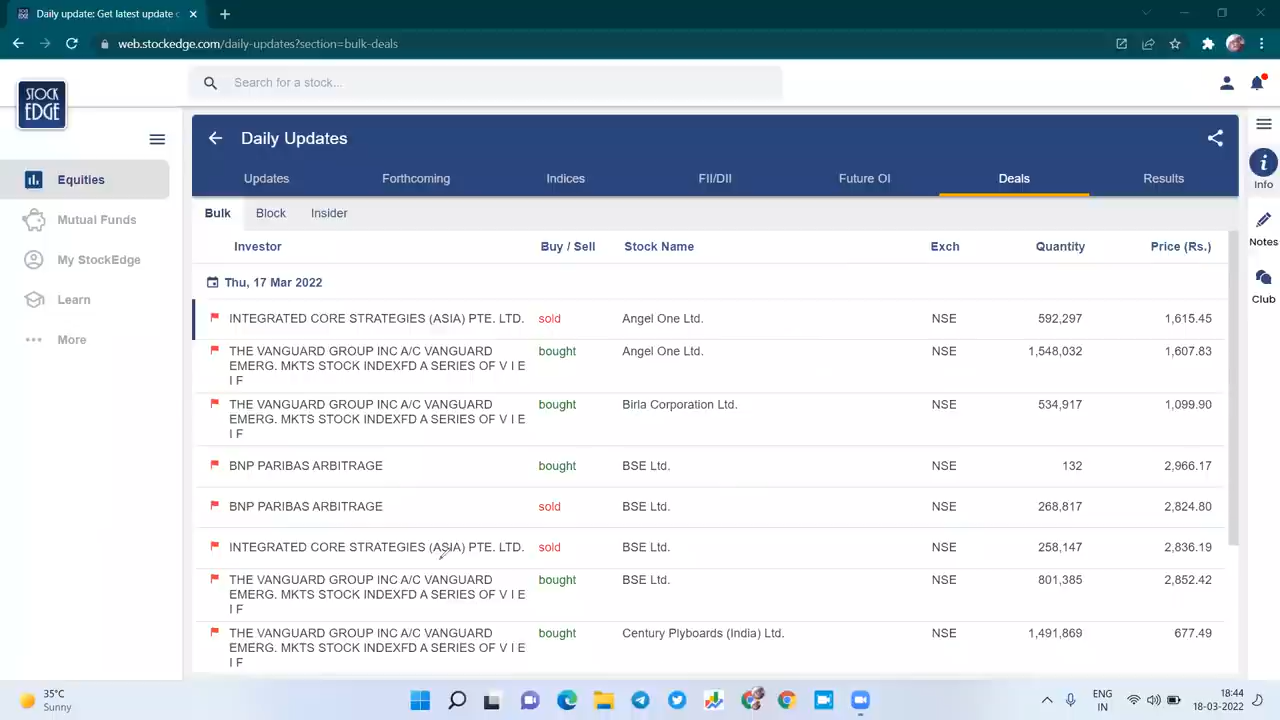 Daily update: Get latest update o
web.stockedge.com/daily-updates?section=bulk-deals
STOCK
EDGE
Search for a stock...
Equities
Mutual Funds
My StockEdge
Learn
More
Daily Updates
Updates Forthcoming Indices FII/DII Future OI Deals Results
Bulk Block Insider
Investor Buy / Sell Stock Name Exch Quantity Price (Rs.)
Thu, 17 Mar 2022
INTEGRATED CORE STRATEGIES (ASIA) PTE. LTD. sold Angel One Ltd. NSE 592,297 1,615.45
THE VANGUARD GROUP INC A/C VANGUARD bought Angel One Ltd. NSE 1,548,032 1,607.83
EMERG. MKTS STOCK INDEXFD A SERIES OF V I E
I F
THE VANGUARD GROUP INC A/C VANGUARD bought Birla Corporation Ltd. NSE 534,917 1,099.90
EMERG. MKTS STOCK INDEXFD A SERIES OF V I E
I F
BNP PARIBAS ARBITRAGE bought BSE Ltd. NSE 132 2,966.17
BNP PARIBAS ARBITRAGE sold BSE Ltd. NSE 268,817 2,824.80
INTEGRATED CORE STRATEGIES (ASIA) PTE. LTD. sold BSE Ltd. NSE 258,147 2,836.19
THE VANGUARD GROUP INC A/C VANGUARD bought BSE Ltd. NSE 801,385 2,852.42
EMERG. MKTS STOCK INDEXFD A SERIES OF V I E
I F
THE VANGUARD GROUP INC A/C VANGUARD bought Century Plyboards (India) Ltd. NSE 1,491,869 677.49
EMERG. MKTS STOCK INDEXFD A SERIES OF V I E
I F
Info
Notes
Club
35°C
Sunny
ENG
IN
18:44
18-03-2022